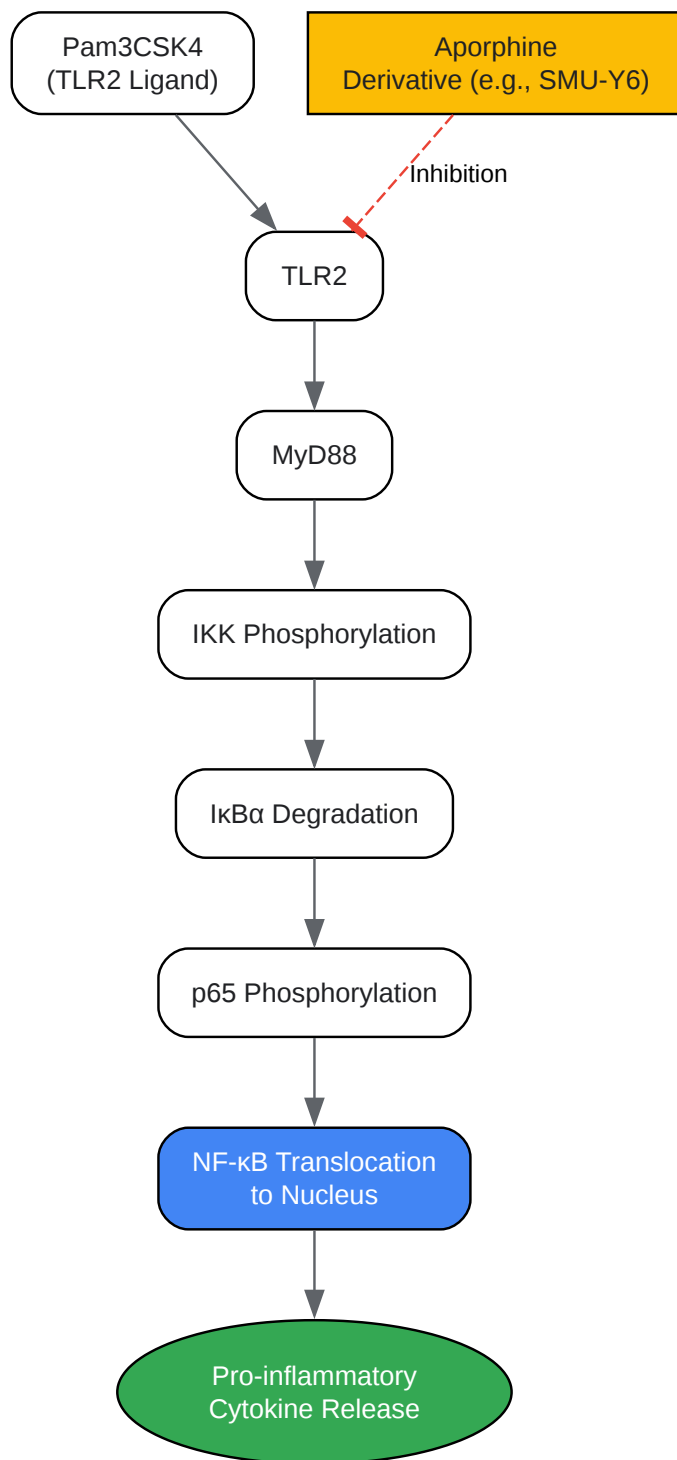 Pam3CSK4
(TLR2 Ligand)
Aporphine
Derivative (e.g., SMU-Y6)
Inhibition
TLR2
MyD88
IKK Phosphorylation
IκBα Degradation
p65 Phosphorylation
NF-κB Translocation
to Nucleus
Pro-inflammatory
Cytokine Release